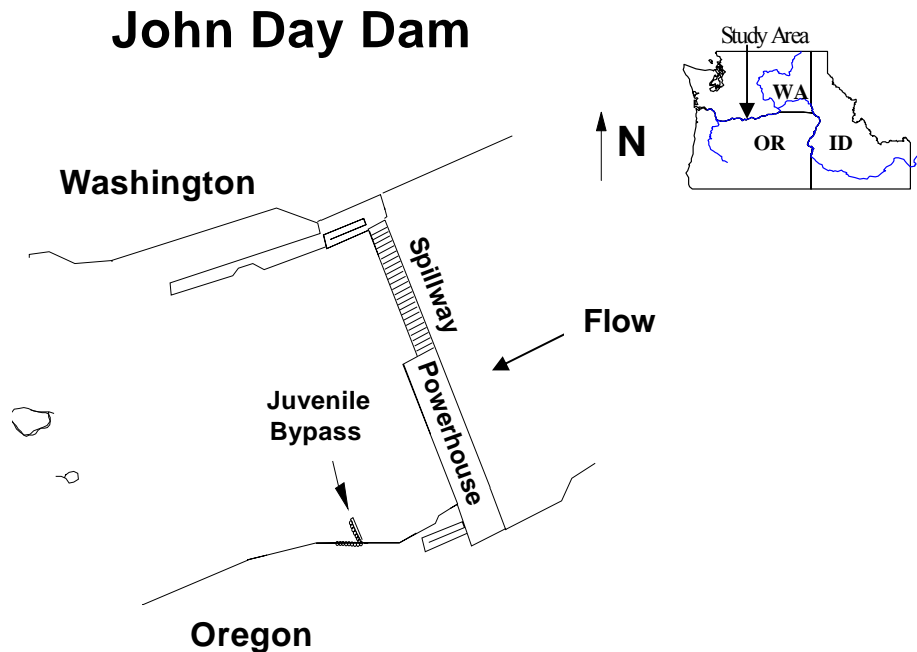 John Day Dam
Study Area
WA
OR
ID
N
Washington
Spillway
Flow
Powerhouse
Juvenile
Bypass
Oregon